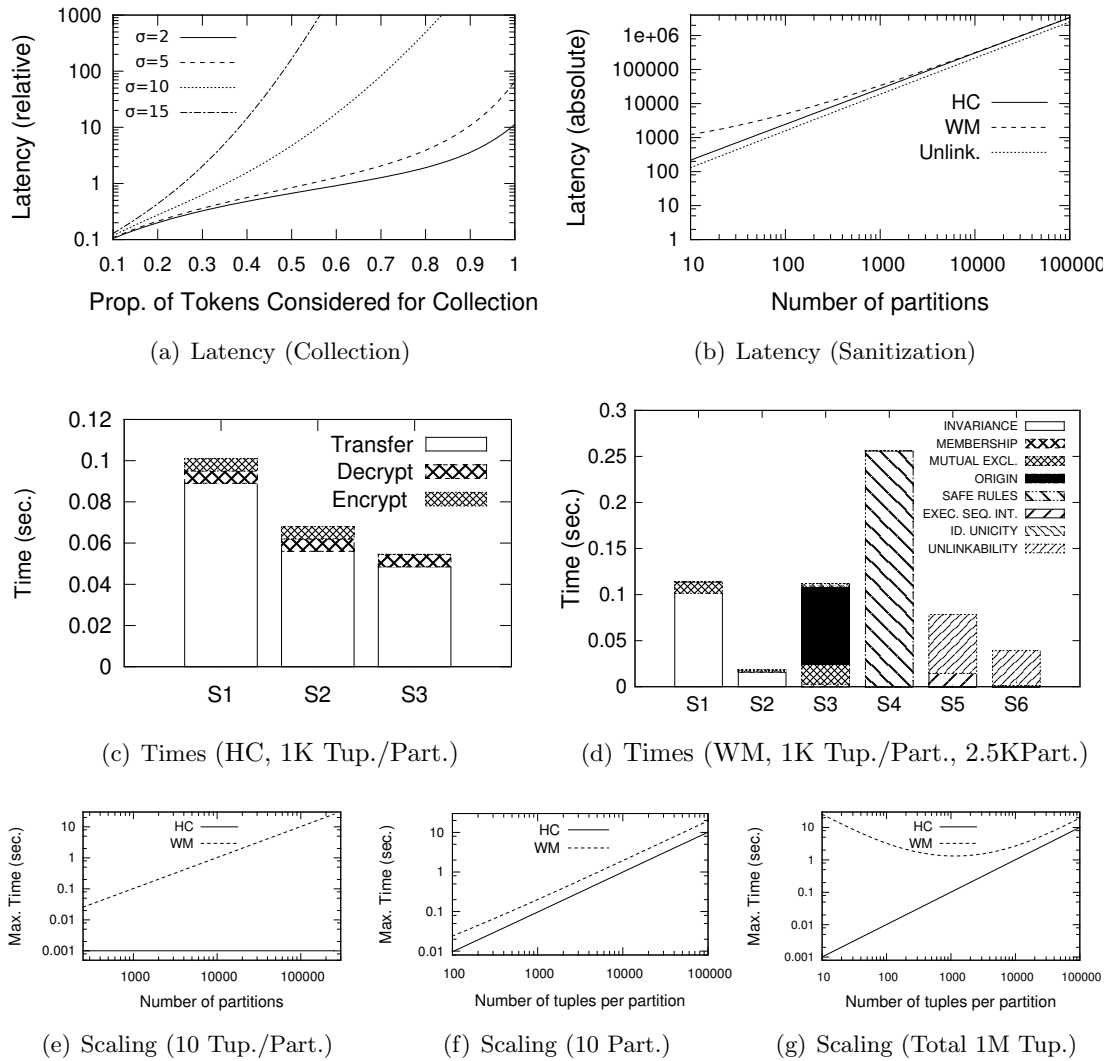 Latency (relative)
1000
100
10
1
0.1
σ=2
σ=5
σ=10
σ=15
0.1 0.2 0.3 0.4 0.5 0.6 0.7 0.8 0.9 1
Prop. of Tokens Considered for Collection
(a) Latency (Collection)
Latency (absolute)
1e+06
100000
10000
1000
100
10
1
HC
WM
Unlink.
10 100 1000 10000 100000
Number of partitions
(b) Latency (Sanitization)
Time (sec.)
0.12
0.1
0.08
0.06
0.04
0.02
0
Transfer
Decrypt
Encrypt
S1 S2 S3
(c) Times (HC, 1K Tup./Part.)
Time (sec.)
0.3
0.25
0.2
0.15
0.1
0.05
0
INVARIANCE
MEMBERSHIP
MUTUAL EXCL.
ORIGIN
SAFE RULES
EXEC. SEQ. INT.
ID. UNICITY
UNLINKABILITY
S1 S2 S3 S4 S5 S6
(d) Times (WM, 1K Tup./Part., 2.5KPart.)
Max. Time (sec.)
10
1
0.1
0.01
0.001
HC
WM
1000 10000 100000
Number of partitions
(e) Scaling (10 Tup./Part.)
Max. Time (sec.)
10
1
0.1
0.01
HC
WM
100 1000 10000 100000
Number of tuples per partition
(f) Scaling (10 Part.)
Max. Time (sec.)
10
1
0.1
0.01
0.001
HC
WM
10 100 1000 10000 100000
Number of tuples per partition
(g) Scaling (Total 1M Tup.)